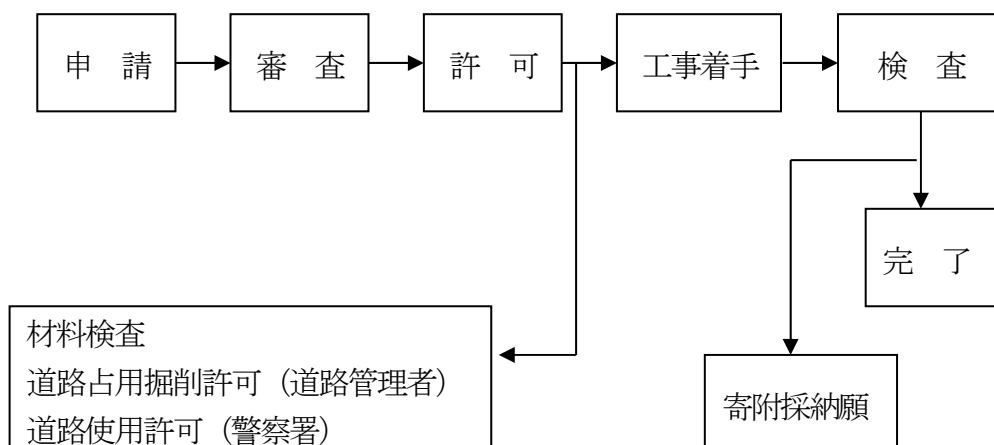 申　請
審　査
許　可
工事着手
検　査
完　了
材料検査
道路占用掘削許可（道路管理者）
道路使用許可（警察署）
寄附採納願